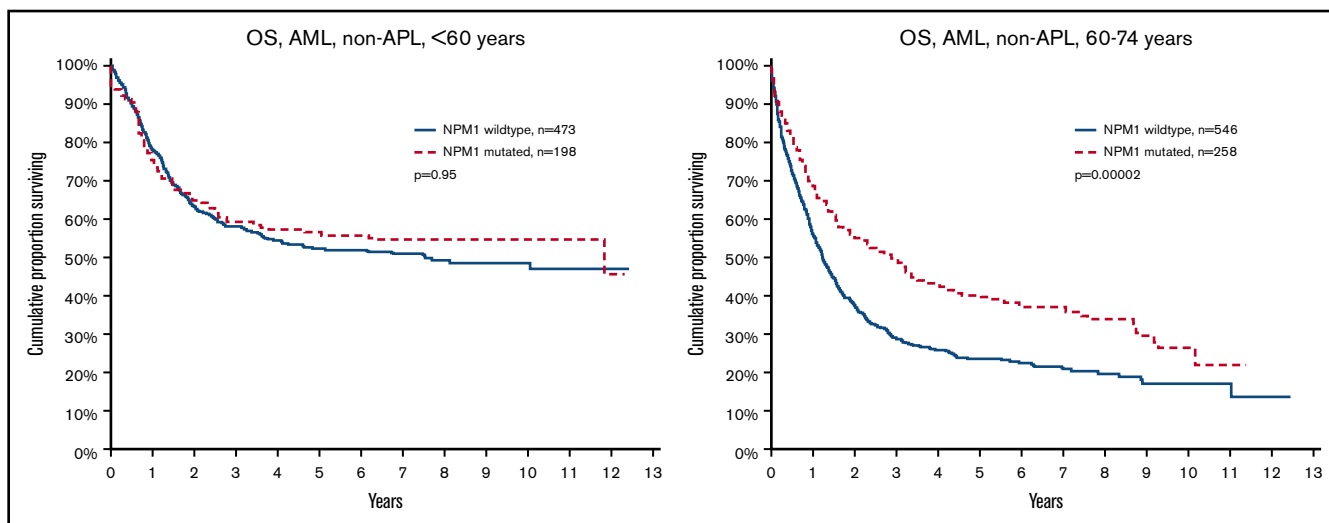 OS, AML, non-APL, <60 years
100%
90%
80%
70%
60%
50%
40%
30%
20%
10%
0%
Cumulative proportion surviving
NPM1 wildtype, n=473
NPM1 mutated, n=198
p=0.95
0 1 2 3 4 5 6 7 8 9 10 11 12 13
Years
OS, AML, non-APL, 60-74 years
100%
90%
80%
70%
60%
50%
40%
30%
20%
10%
0%
Cumulative proportion surviving
NPM1 wildtype, n=546
NPM1 mutated, n=258
p=0.00002
0 1 2 3 4 5 6 7 8 9 10 11 12 13
Years